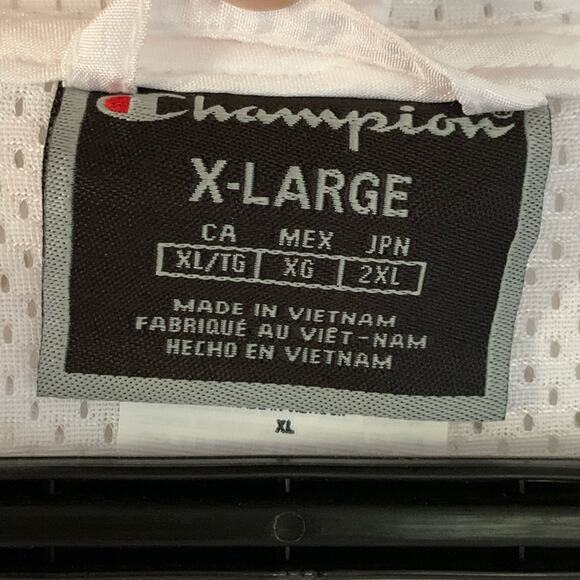 Champion
X-LARGE
CA MEX JPN
XL/TG XG 2XL
MADE IN VIETNAM
FABRIQUÉ AU VIÊT-NAM
HECHO EN VIETNAM
XL